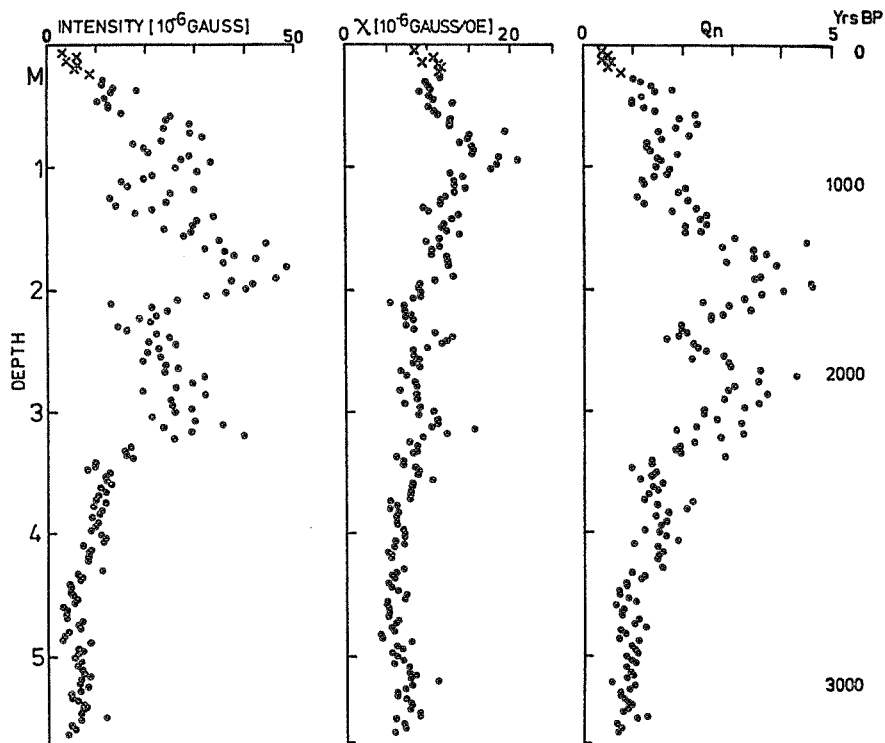 INTENSITY [10⁻⁶GAUSS]
χ [10⁻⁶GAUSS/OE]
Qn
Yrs BP
0 50
0 20
0 5
0
M
1
1000
2
DEPTH
2000
3
4
5
3000